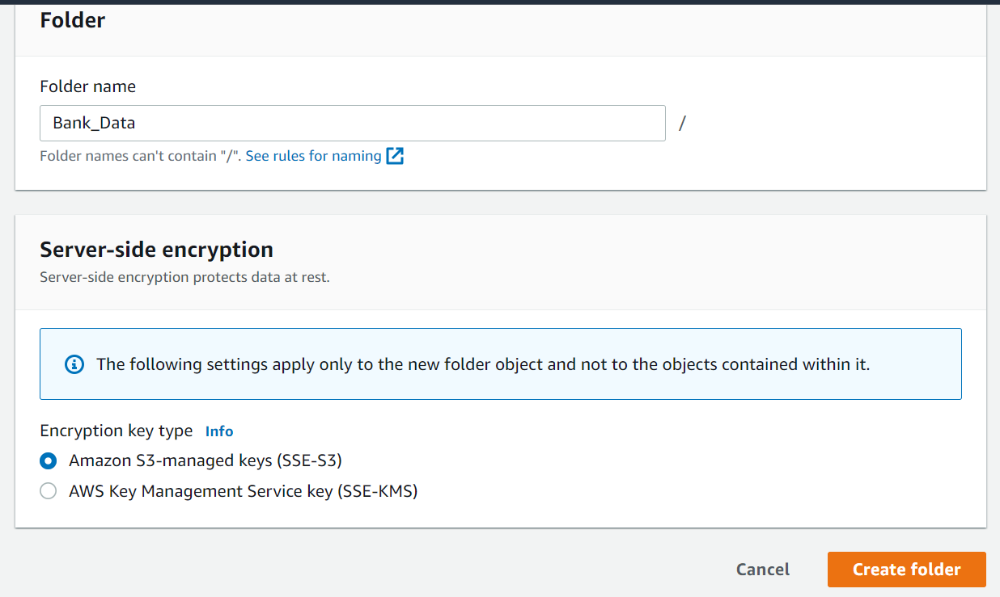 Folder
Folder name
Bank_Data
/
Folder names can't contain "/". See rules for naming
Server-side encryption
Server-side encryption protects data at rest.
The following settings apply only to the new folder object and not to the objects contained within it.
Encryption key type Info
Amazon S3-managed keys (SSE-S3)
AWS Key Management Service key (SSE-KMS)
Cancel Create folder